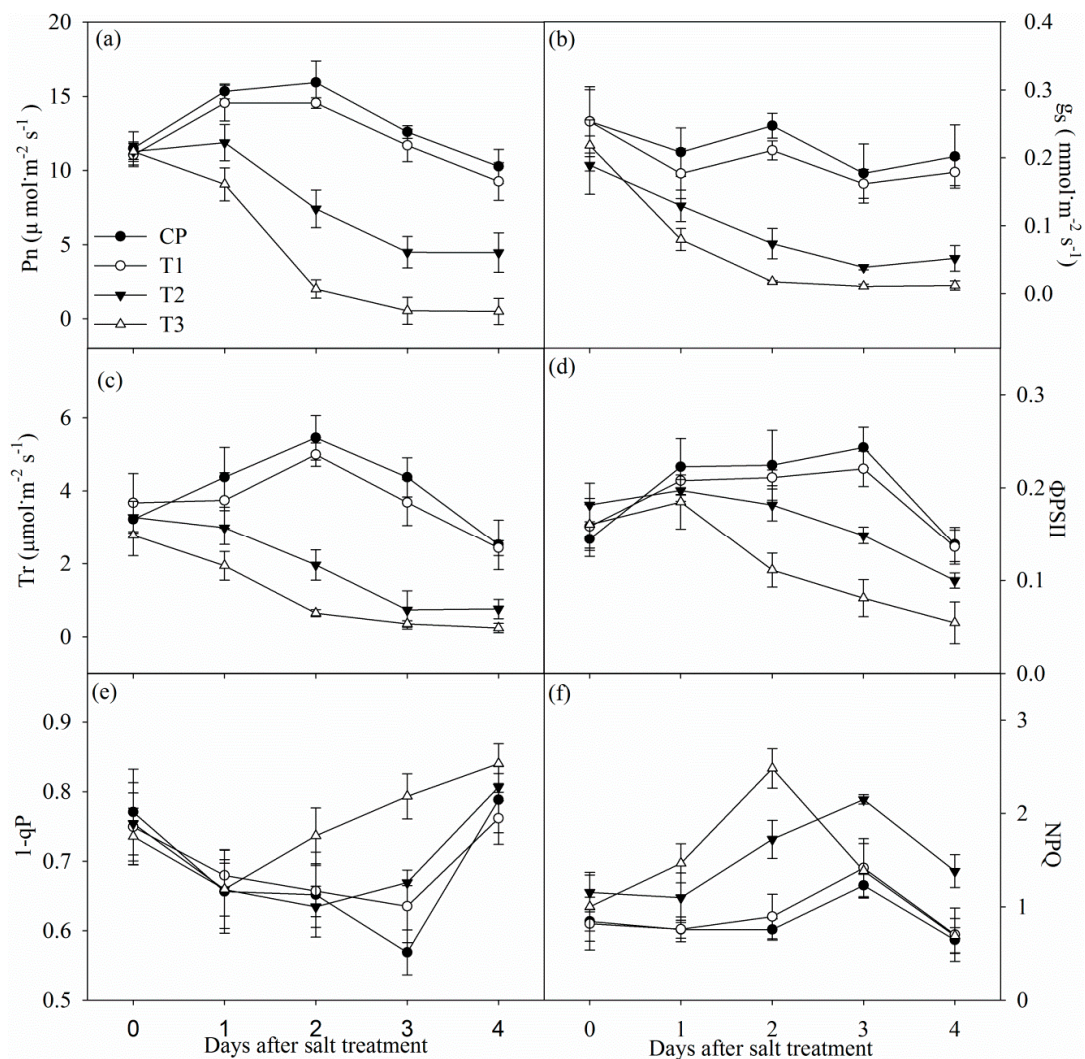 (a)
20
15
10
5
0
Pn (μ mol·m⁻² s⁻¹)
CP
T1
T2
T3
(b)
0.4
0.3
0.2
0.1
0.0
gs ( mmol·m⁻² s⁻¹)
(c)
6
4
2
0
Tr (μmol·m⁻² s⁻¹)
(d)
0.3
0.2
0.1
0.0
ΦPSII
(e)
0.9
0.8
0.7
0.6
0.5
1-qP
0 1 2 3 4
Days after salt treatment
(f)
3
2
1
0
NPQ
0 1 2 3 4
Days after salt treatment